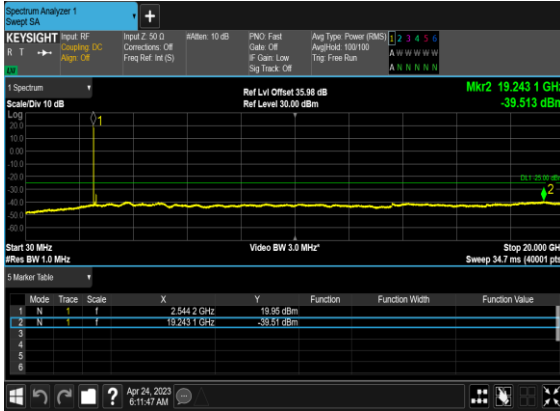 Spectrum Analyzer 1
Swept SA
+
KEYSIGHT Input: RF Input Z: 50 Ω #Atten: 10 dB PNO: Fast Avg Type: Power (RMS) 1 2 3 4 5 6
R T Coupling: DC Corrections: Off Gate: Off Avg|Hold: 100/100 A W W W W W
Align: Off Freq Ref: Int (S) IF Gain: Low Trig: Free Run
Sig Track: Off A N N N N N
1 Spectrum
Ref Lvl Offset 35.98 dB Mkr2 19.243 1 GHz
Scale/Div 10 dB Ref Level 30.00 dBm -39.513 dBm
Log
20.0 1
10.0
0.00
-10.0
-20.0 DL1 -25.00 dBm
-30.0 2
-40.0
-50.0
-60.0
Start 30 MHz Video BW 3.0 MHz* Stop 20.000 GH
#Res BW 1.0 MHz Sweep 34.7 ms (40001 pts
5 Marker Table
Mode Trace Scale X Y Function Function Width Function Value
1 N 1 f 2.544 2 GHz 19.95 dBm
2 N 1 f 19.243 1 GHz -39.51 dBm
3
4
5
6
? Apr 24, 2023
6:11:47 AM